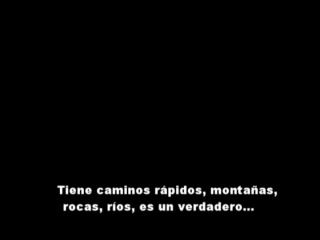 Tiene caminos rápidos, montañas,
rocas, ríos, es un verdadero...